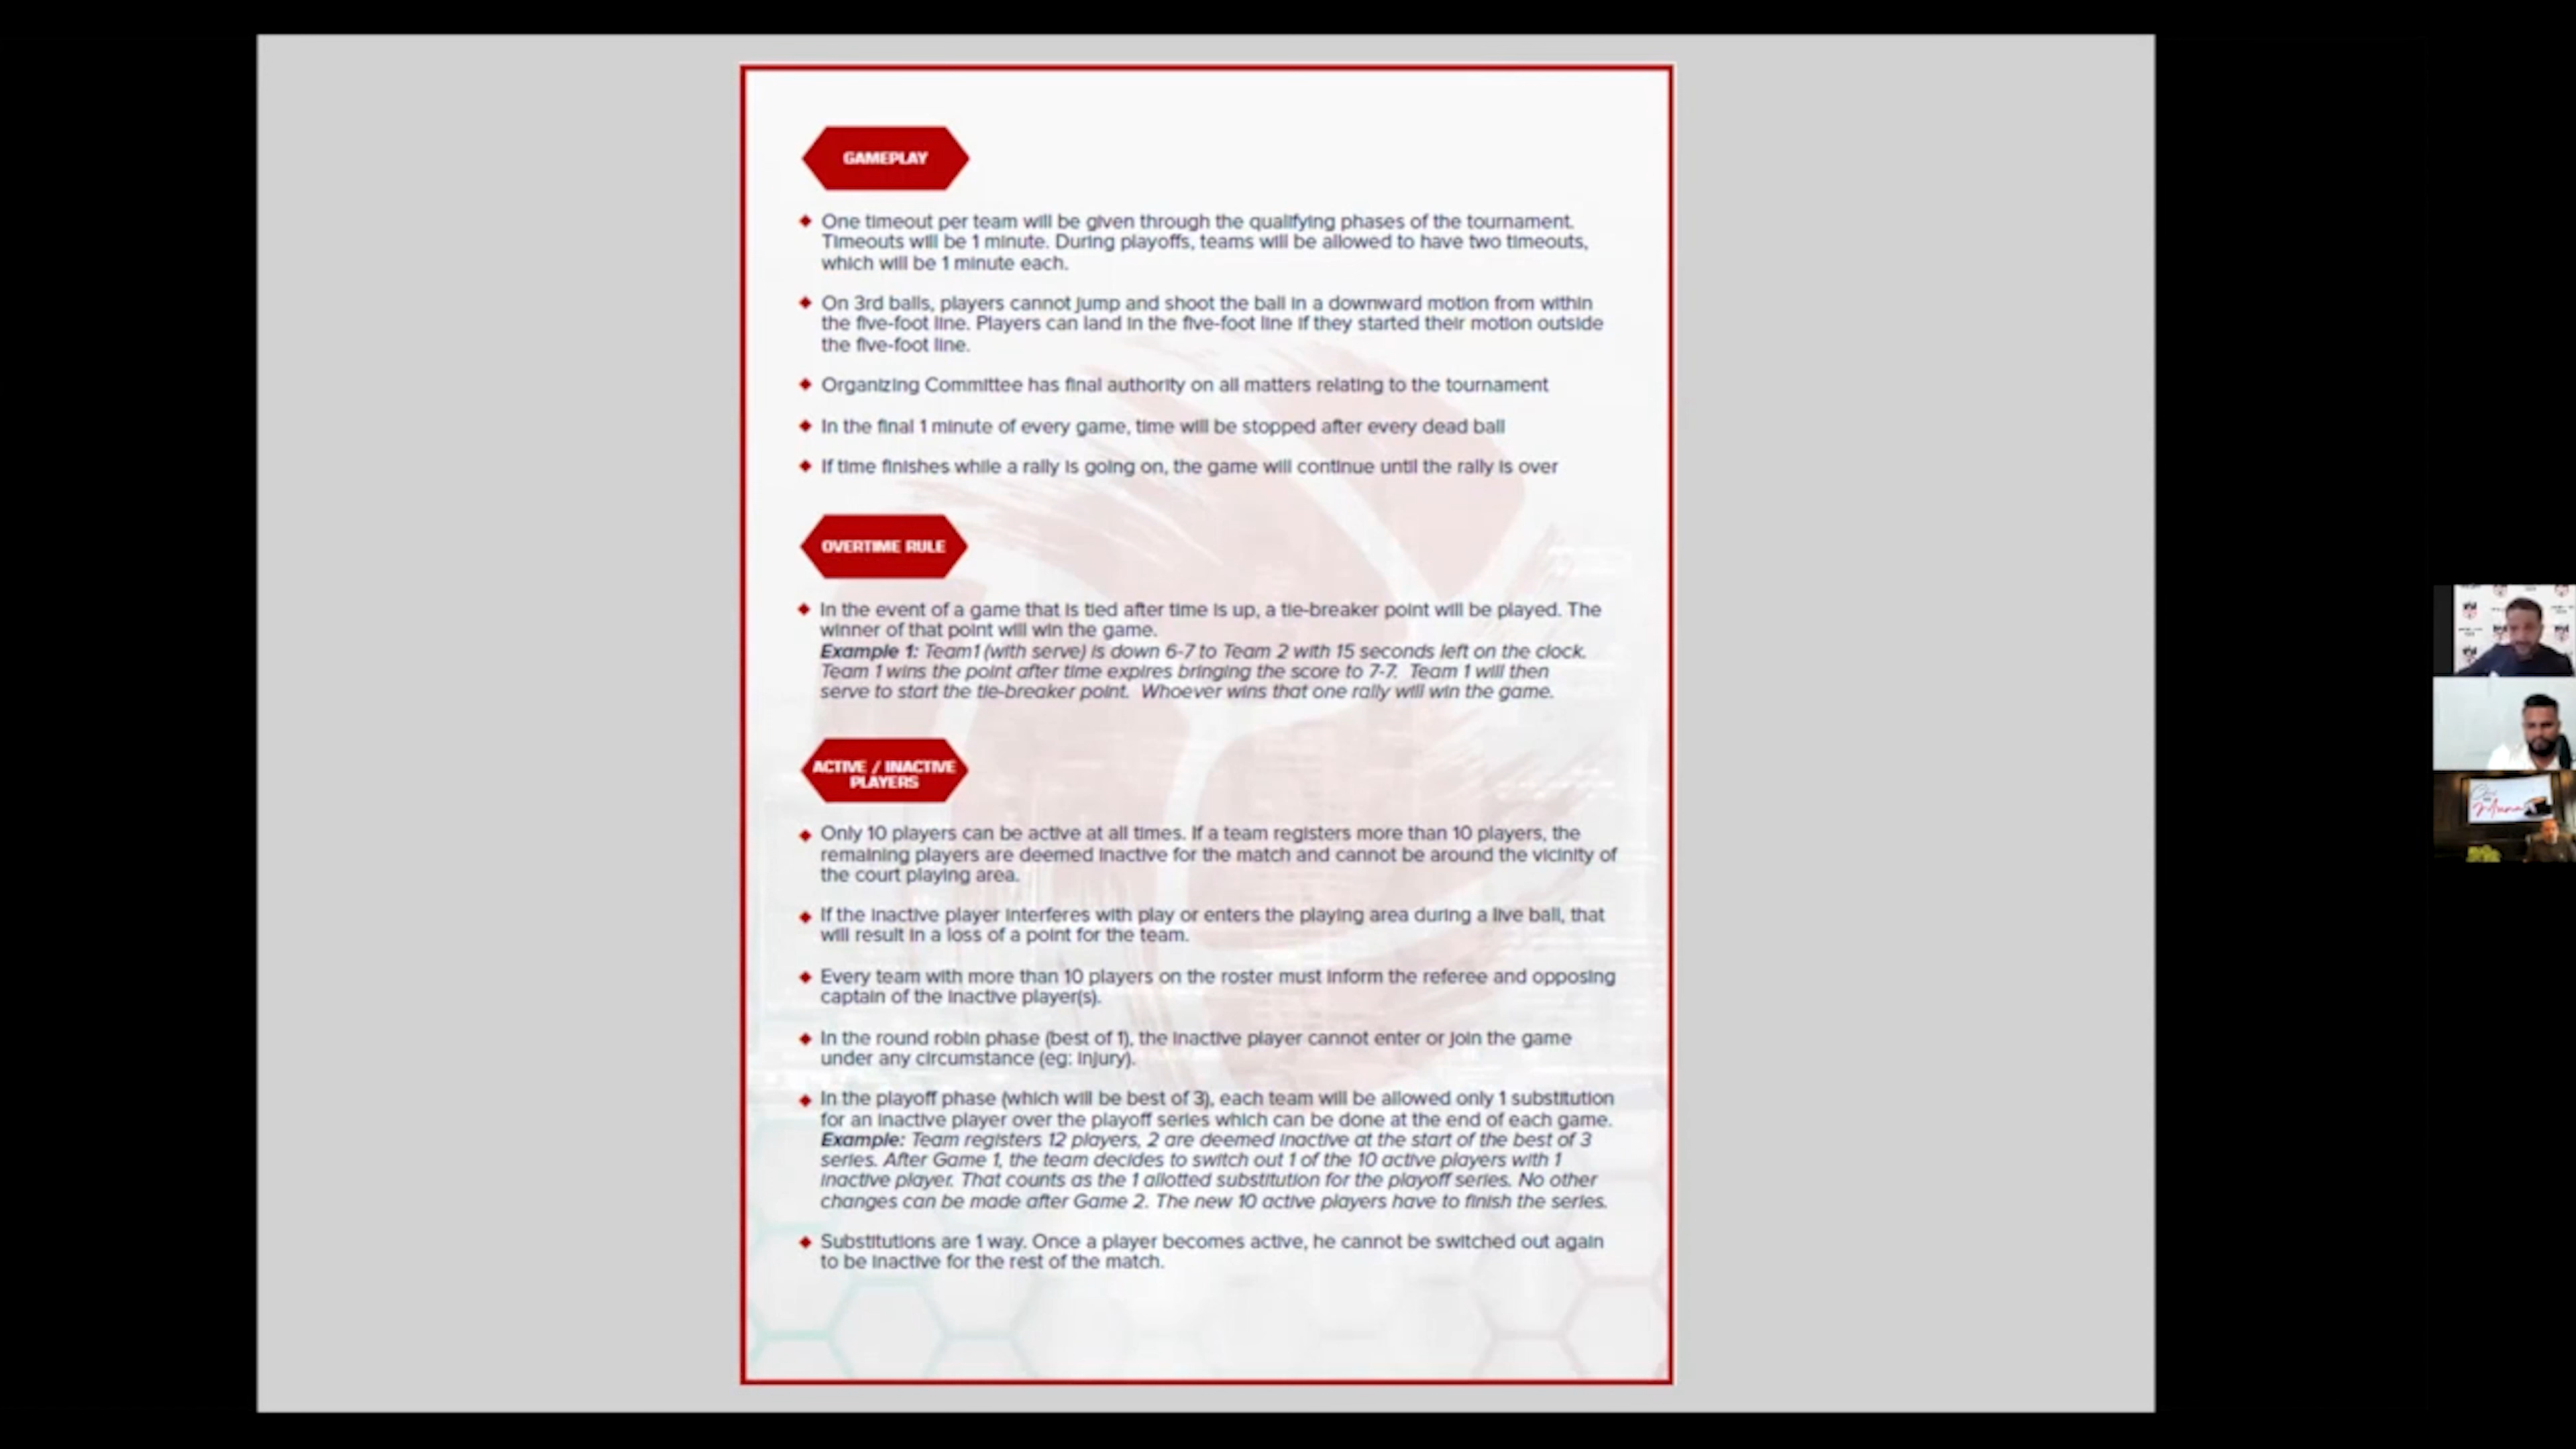 GAMEPLAY
One timeout per team will be given through the qualifying phases of the tournament.
Timeouts will be 1 minute. During playoffs, teams will be allowed to have two timeouts,
which will be 1 minute each.
On 3rd balls, players cannot jump and shoot the ball in a downward motion from within
the five-foot line. Players can land in the five-foot line if they started their motion outside
the five-foot line.
Organizing Committee has final authority on all matters relating to the tournament
In the final 1 minute of every game, time will be stopped after every dead ball
If time finishes while a rally is going on, the game will continue until the rally is over
OVERTIME RULE
In the event of a game that is tied after time is up, a tie-breaker point will be played. The
winner of that point will win the game.
Example 1: Team1 (with serve) is down 6-7 to Team 2 with 15 seconds left on the clock.
Team 1 wins the point after time expires bringing the score to 7-7. Team 1 will then
serve to start the tie-breaker point. Whoever wins that one rally will win the game.
ACTIVE / INACTIVE
PLAYERS
Only 10 players can be active at all times. If a team registers more than 10 players, the
remaining players are deemed inactive for the match and cannot be around the vicinity of
the court playing area.
If the inactive player interferes with play or enters the playing area during a live ball, that
will result in a loss of a point for the team.
Every team with more than 10 players on the roster must inform the referee and opposing
captain of the inactive player(s).
In the round robin phase (best of 1), the inactive player cannot enter or join the game
under any circumstance (eg: injury).
In the playoff phase (which will be best of 3), each team will be allowed only 1 substitution
for an inactive player over the playoff series which can be done at the end of each game.
Example: Team registers 12 players, 2 are deemed inactive at the start of the best of 3
series. After Game 1, the team decides to switch out 1 of the 10 active players with 1
inactive player. That counts as the 1 allotted substitution for the playoff series. No other
changes can be made after Game 2. The new 10 active players have to finish the series.
Substitutions are 1 way. Once a player becomes active, he cannot be switched out again
to be inactive for the rest of the match.